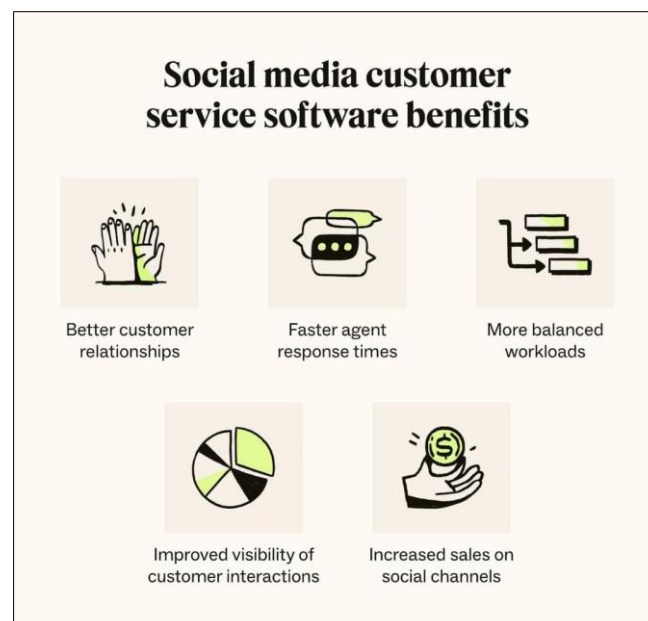 Social media customer
service software benefits
Better customer
relationships
Faster agent
response times
More balanced
workloads
$
Improved visibility of
customer interactions
Increased sales on
social channels